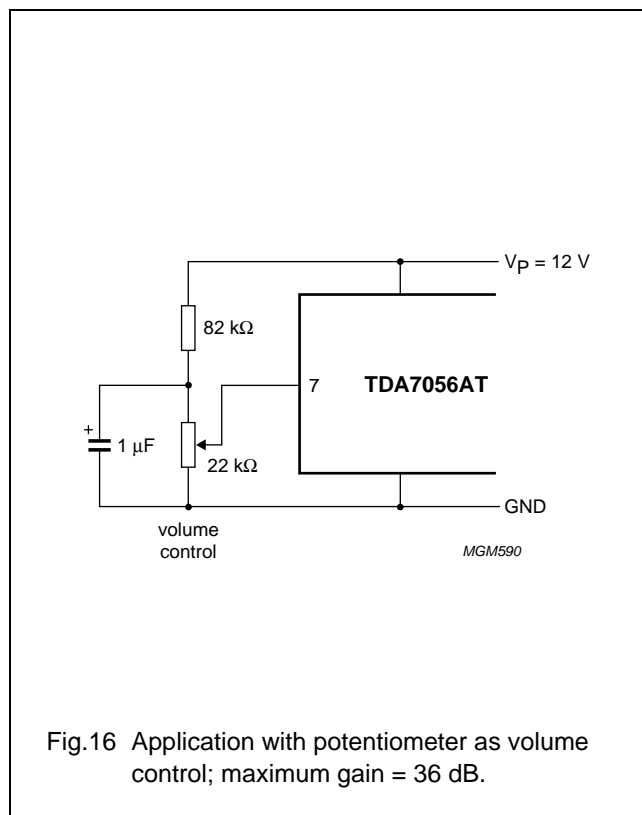 V_P = 12 V
82 kΩ
7
TDA7056AT
+
1 μF
22 kΩ
GND
volume
control
MGM590
Fig.16 Application with potentiometer as volume
control; maximum gain = 36 dB.